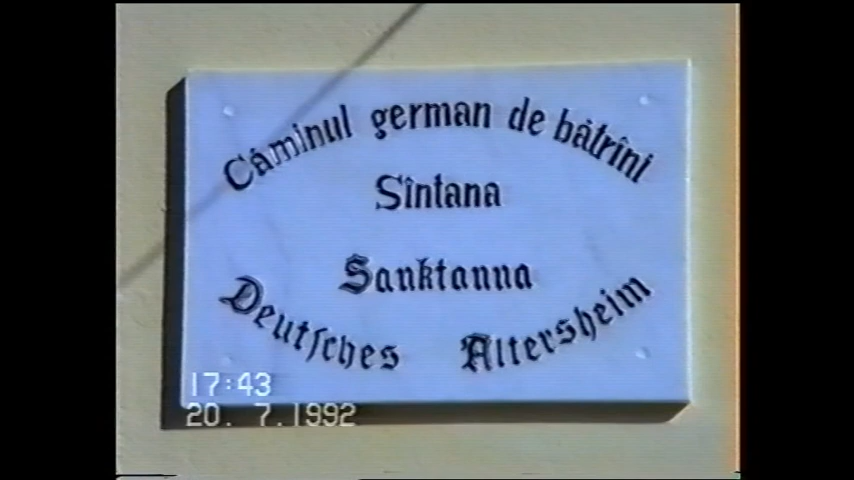 Căminul german de bătrîni
Sîntana
Sanktanna
Deutsches Altersheim
17:43
20. 7.1992